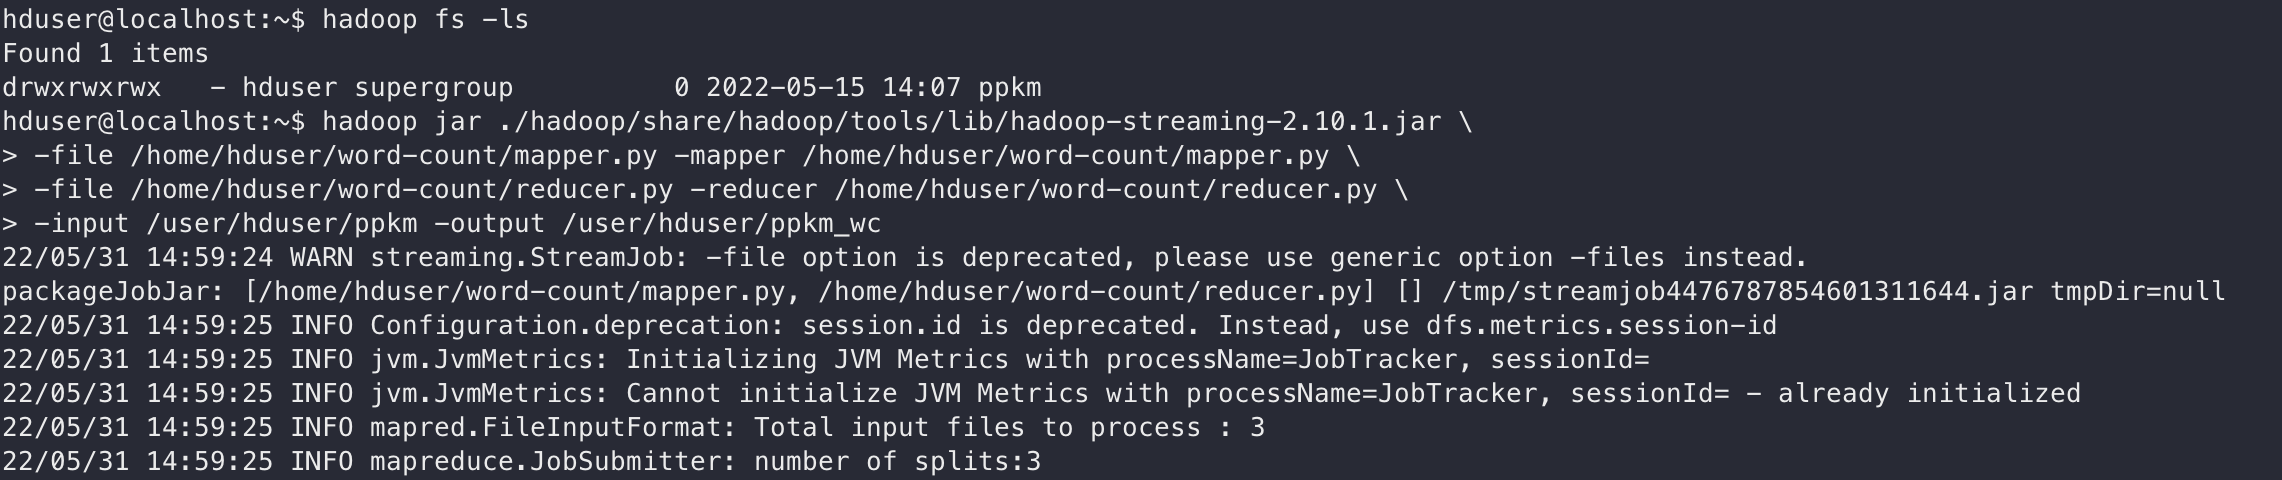 hduser@localhost:~$ hadoop fs -ls
Found 1 items
drwxrwxrwx   - hduser supergroup          0 2022-05-15 14:07 ppkm
hduser@localhost:~$ hadoop jar ./hadoop/share/hadoop/tools/lib/hadoop-streaming-2.10.1.jar \
> -file /home/hduser/word-count/mapper.py -mapper /home/hduser/word-count/mapper.py \
> -file /home/hduser/word-count/reducer.py -reducer /home/hduser/word-count/reducer.py \
> -input /user/hduser/ppkm -output /user/hduser/ppkm_wc
22/05/31 14:59:24 WARN streaming.StreamJob: -file option is deprecated, please use generic option -files instead.
packageJobJar: [/home/hduser/word-count/mapper.py, /home/hduser/word-count/reducer.py] [] /tmp/streamjob4476787854601311644.jar tmpDir=null
22/05/31 14:59:25 INFO Configuration.deprecation: session.id is deprecated. Instead, use dfs.metrics.session-id
22/05/31 14:59:25 INFO jvm.JvmMetrics: Initializing JVM Metrics with processName=JobTracker, sessionId=
22/05/31 14:59:25 INFO jvm.JvmMetrics: Cannot initialize JVM Metrics with processName=JobTracker, sessionId= - already initialized
22/05/31 14:59:25 INFO mapred.FileInputFormat: Total input files to process : 3
22/05/31 14:59:25 INFO mapreduce.JobSubmitter: number of splits:3